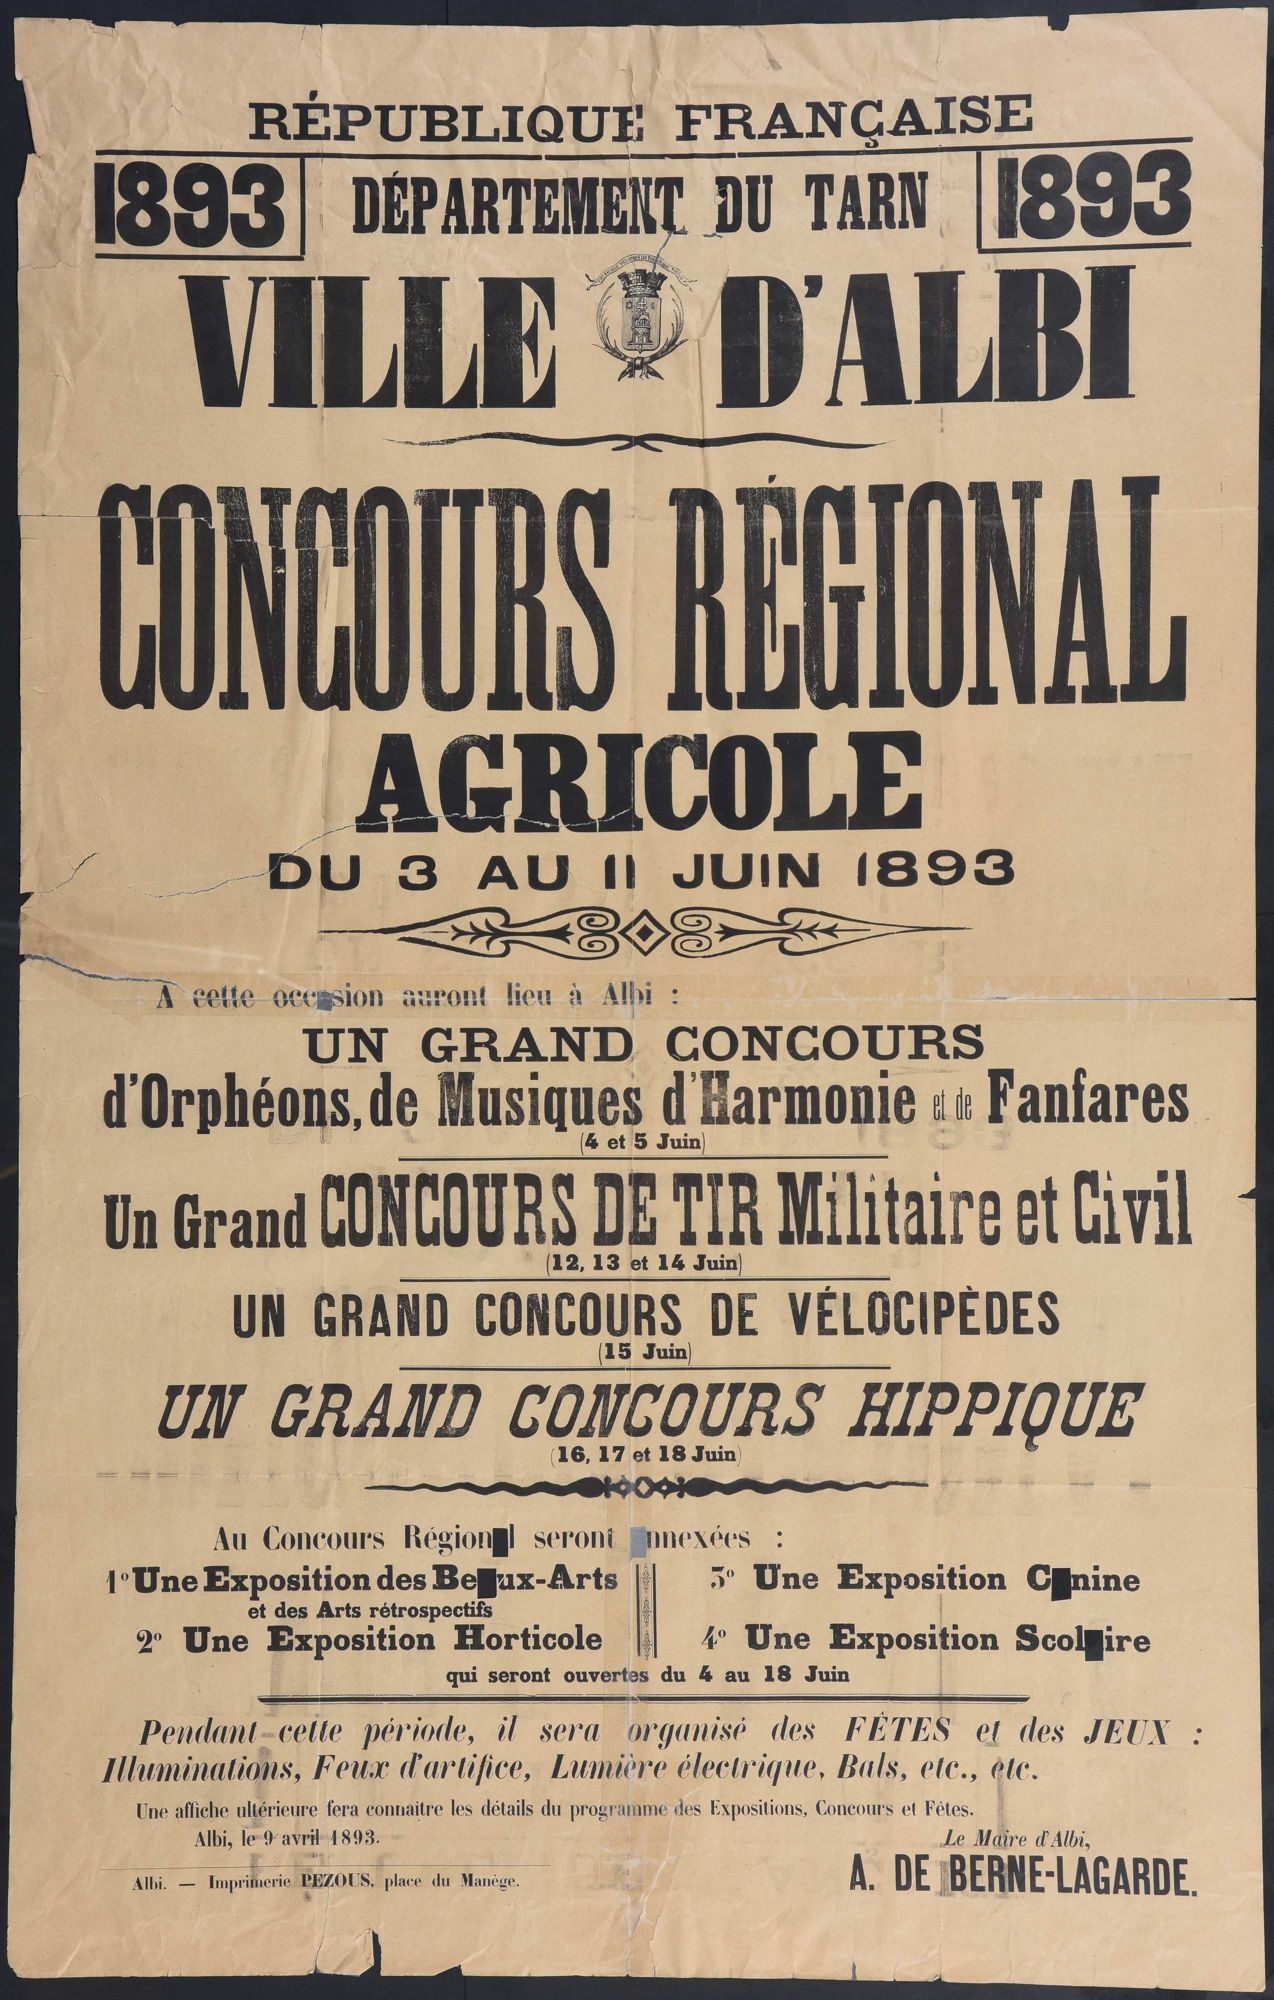 RÉPUBLIQUE FRANÇAISE
1893 DÉPARTEMENT DU TARN 1893
VILLE D'ALBI
CONCOURS RÉGIONAL
AGRICOLE
DU 3 AU 11 JUIN 1893
A cette occasion auront lieu à Albi :
UN GRAND CONCOURS
d'Orphéons, de Musiques d'Harmonie et de Fanfares
(4 et 5 Juin)
Un Grand CONCOURS DE TIR Militaire et Civil
(12, 13 et 14 Juin)
UN GRAND CONCOURS DE VÉLOCIPÈDES
(15 Juin)
UN GRAND CONCOURS HIPPIQUE
(16, 17 et 18 Juin)
Au Concours Régional seront annexées :
1º Une Exposition des Beaux-Arts
et des Arts rétrospectifs
2º Une Exposition Horticole
3º Une Exposition Canine
4º Une Exposition Scolaire
qui seront ouvertes du 4 au 18 Juin
Pendant cette période, il sera organisé des FÊTES et des JEUX :
Illuminations, Feux d'artifice, Lumière électrique, Bals, etc., etc.
Une affiche ultérieure fera connaître les détails du programme des Expositions, Concours et Fêtes.
Albi, le 9 avril 1893.
Le Maire d'Albi,
A. DE BERNE-LAGARDE.
Albi. — Imprimerie PEZOUS, place du Manège.